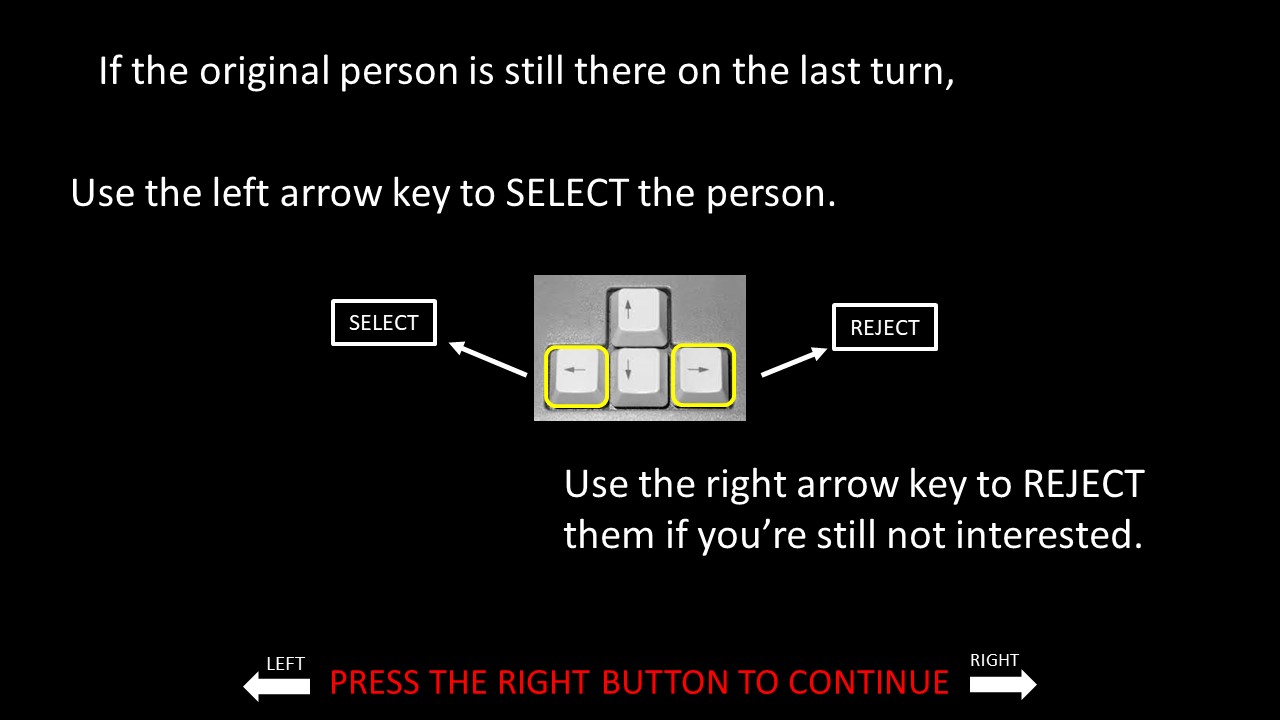 If the original person is still there on the last turn,
Use the left arrow key to SELECT the person.
SELECT
REJECT
Use the right arrow key to REJECT
them if you’re still not interested.
LEFT
PRESS THE RIGHT BUTTON TO CONTINUE
RIGHT